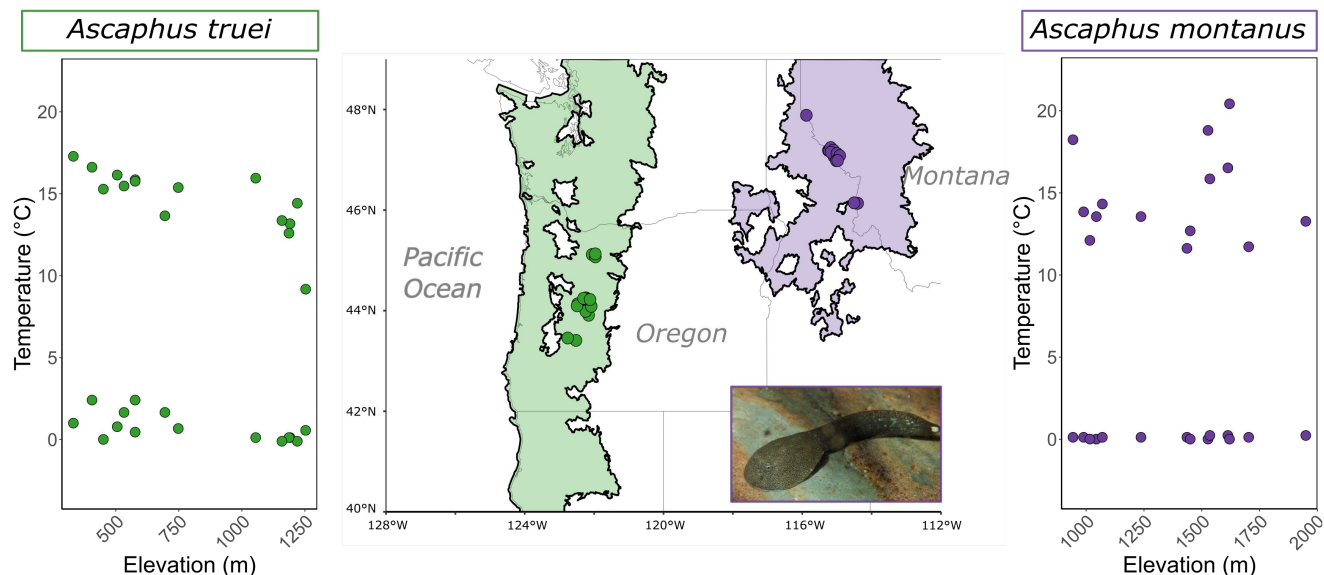 Ascaphus truei
Temperature (°C)
20
15
10
5
0
500
750
1000
1250
Elevation (m)
48°N
46°N
44°N
42°N
40°N
128°W
124°W
120°W
116°W
112°W
Pacific
Ocean
Oregon
Montana
Ascaphus montanus
Temperature (°C)
20
15
10
5
0
1000
1250
1500
1750
2000
Elevation (m)